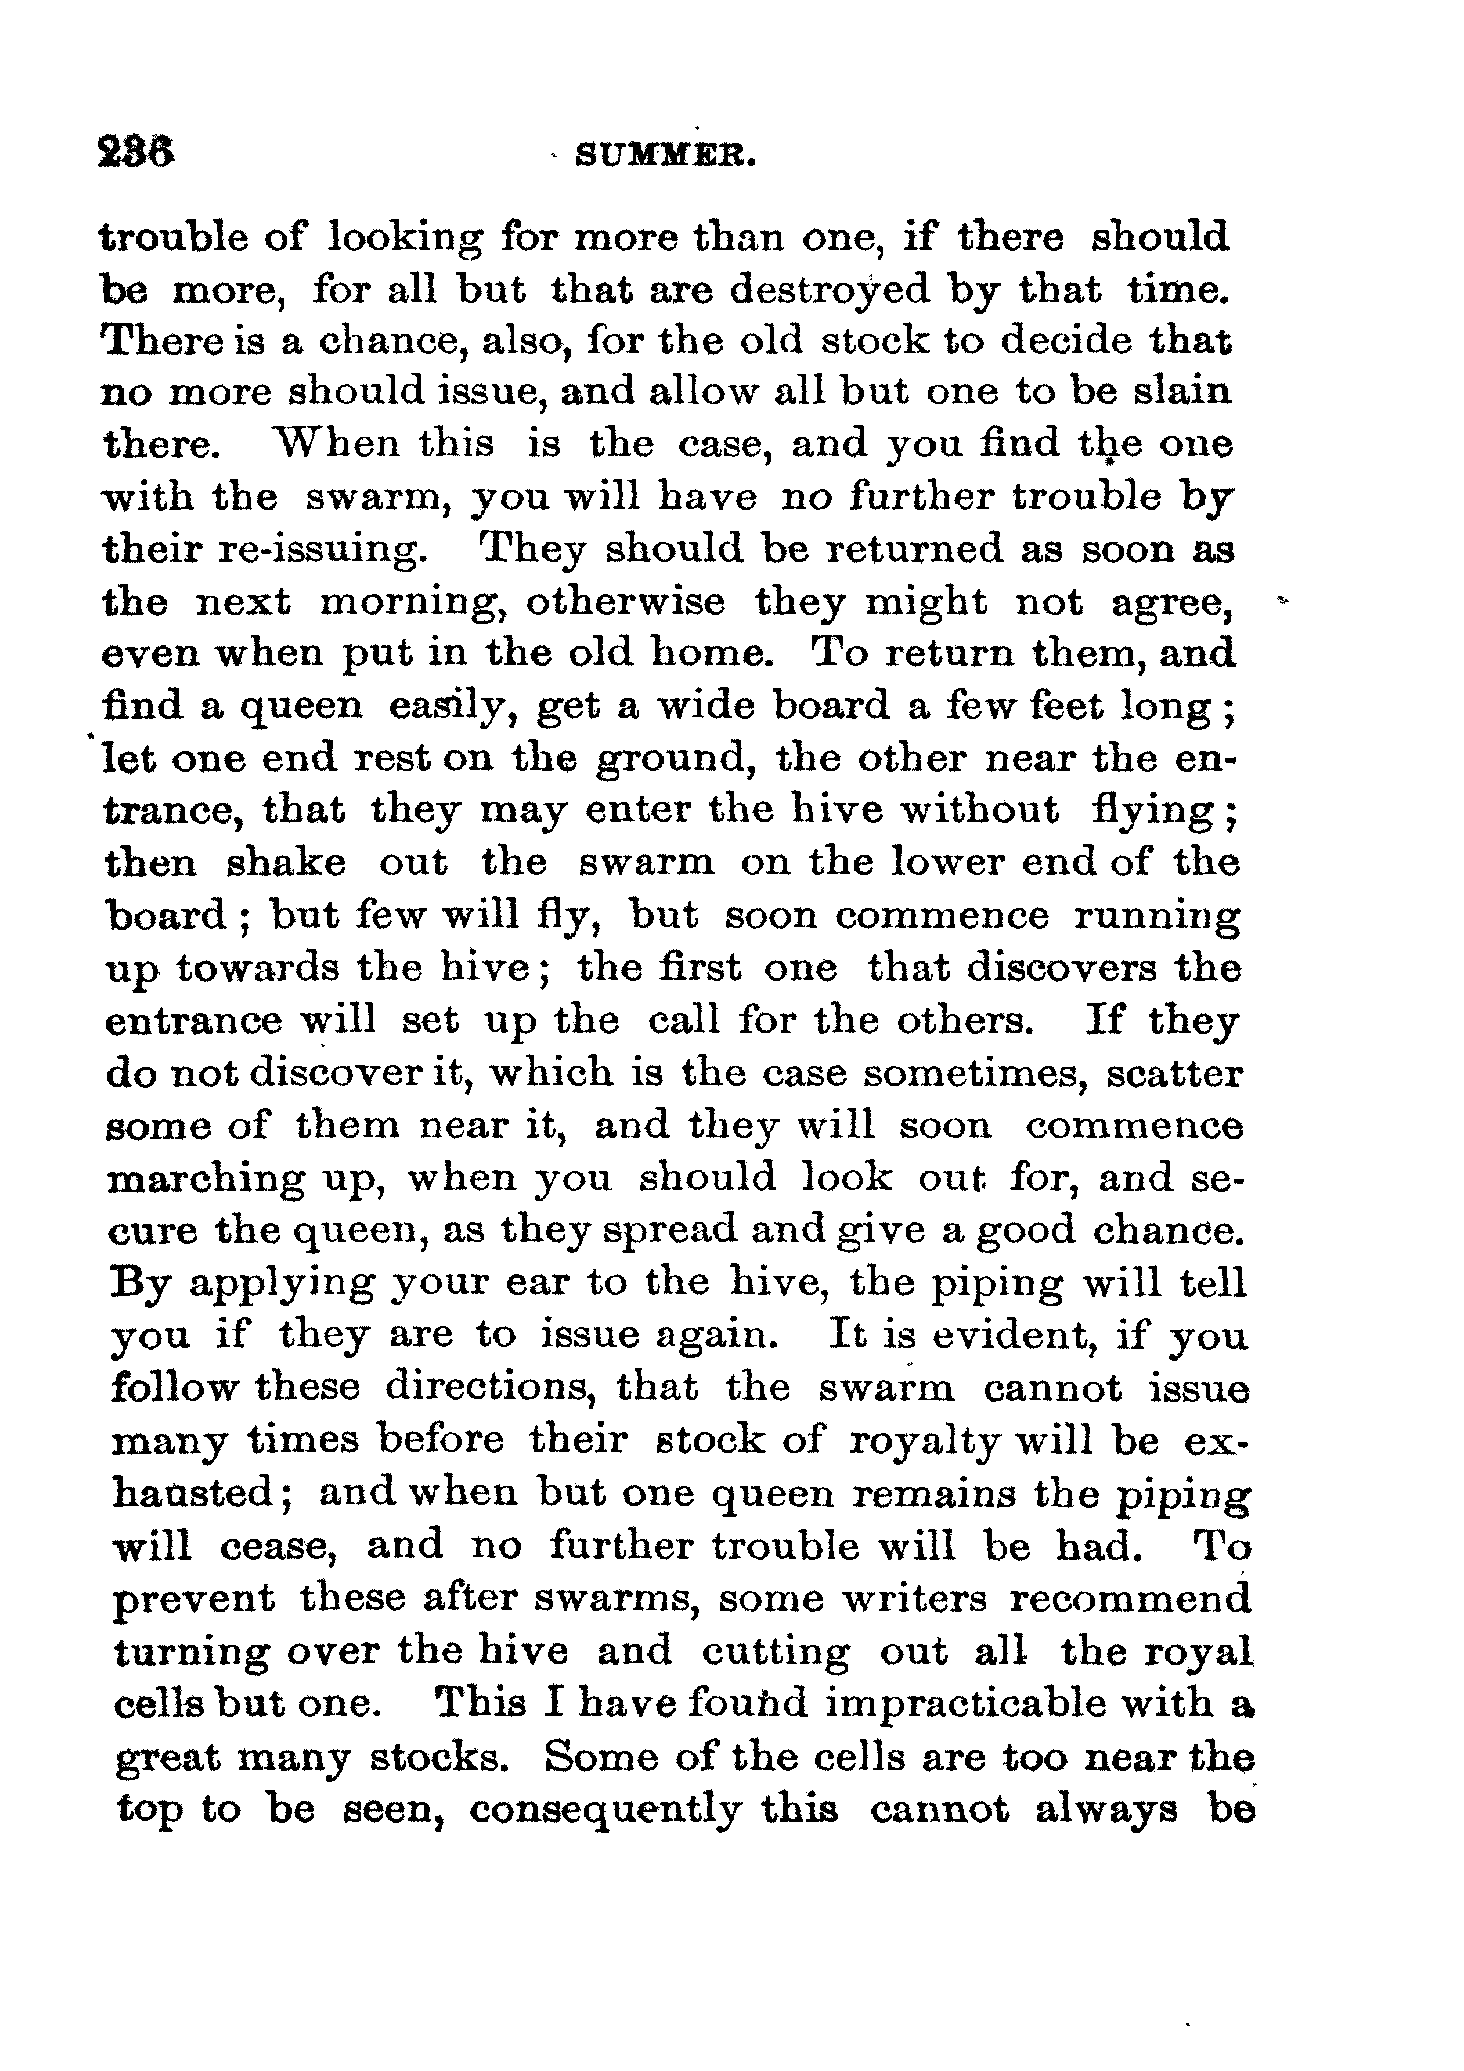 236 SUMMER.
trouble of looking for more than one, if there should
be more, for all but that are destroyed by that time.
There is a chance, also, for the old stock to decide that
no more should issue, and allow all but one to be slain
there. When this is the case, and you find the one
with the swarm, you will have no further trouble by
their re-issuing. They should be returned as soon as
the next morning, otherwise they might not agree,
even when put in the old home. To return them, and
find a queen easily, get a wide board a few feet long ;
let one end rest on the ground, the other near the en-
trance, that they may enter the hive without flying ;
then shake out the swarm on the lower end of the
board ; but few will fly, but soon commence running
up towards the hive ; the first one that discovers the
entrance will set up the call for the others. If they
do not discover it, which is the case sometimes, scatter
some of them near it, and they will soon commence
marching up, when you should look out for, and se-
cure the queen, as they spread and give a good chance.
By applying your ear to the hive, the piping will tell
you if they are to issue again. It is evident, if you
follow these directions, that the swarm cannot issue
many times before their stock of royalty will be ex-
hausted ; and when but one queen remains the piping
will cease, and no further trouble will be had. To
prevent these after swarms, some writers recommend
turning over the hive and cutting out all the royal
cells but one. This I have found impracticable with a
great many stocks. Some of the cells are too near the
top to be seen, consequently this cannot always be